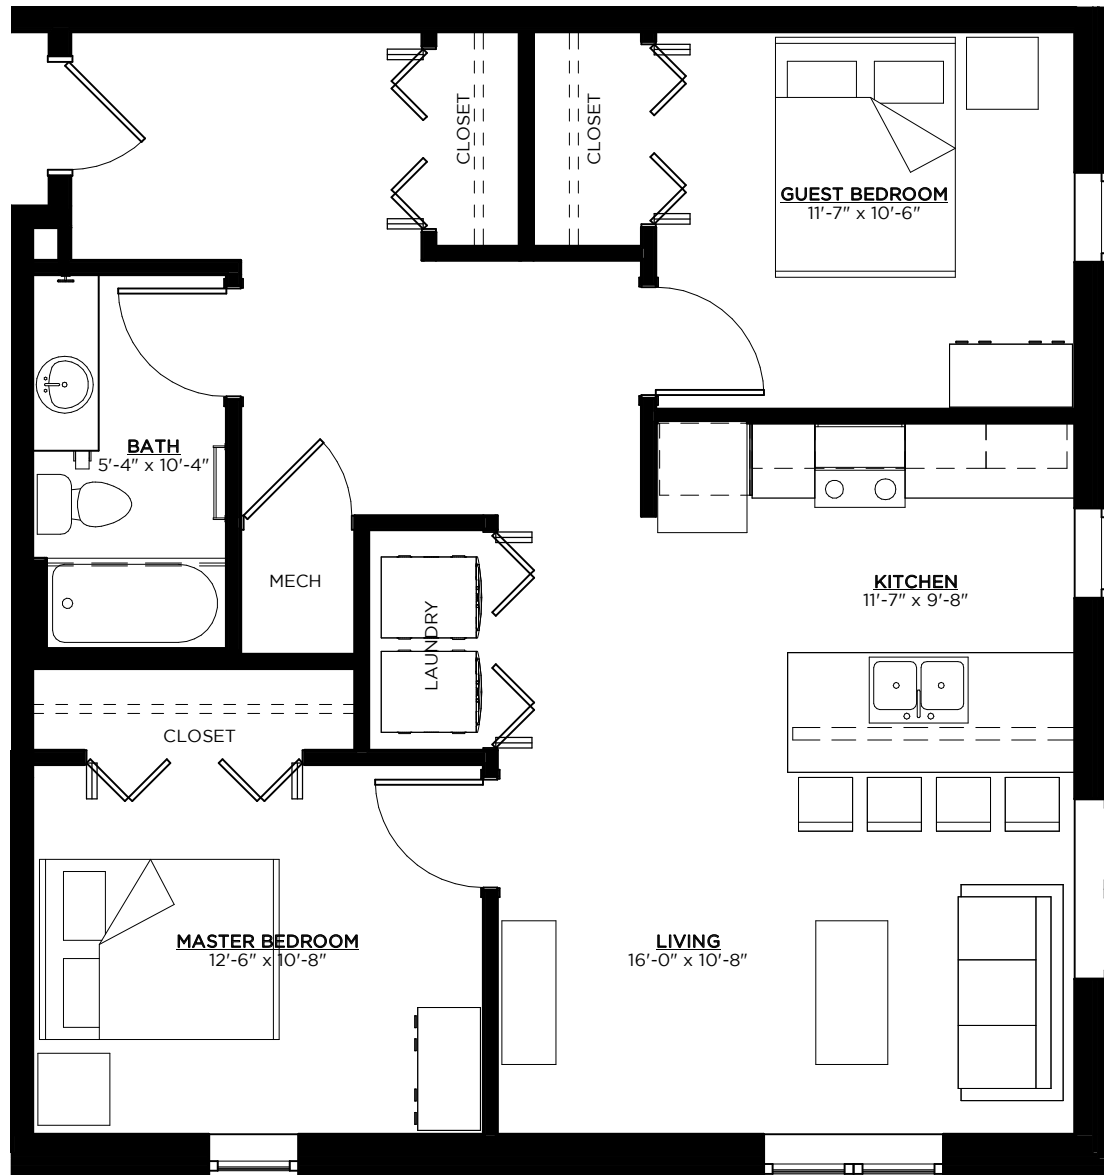 CLOSET
CLOSET
GUEST BEDROOM
11'-7" x 10'-6"
BATH
5'-4" x 10'-4"
MECH
KITCHEN
11'-7" x 9'-8"
LAUNDRY
CLOSET
MASTER BEDROOM
12'-6" x 10'-8"
LIVING
16'-0" x 10'-8"